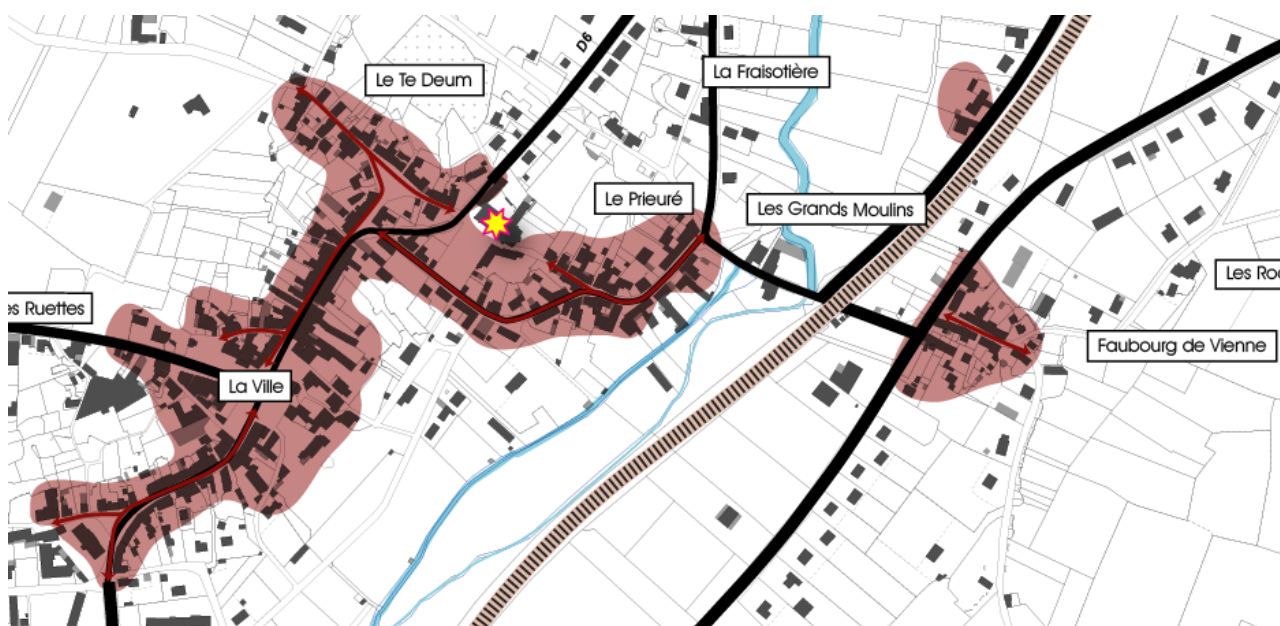 D6
Le Te Deum
La Fraisotière
Le Prieuré
Les Grands Moulins
es Ruettes
Les Ro
Faubourg de Vienne
La Ville